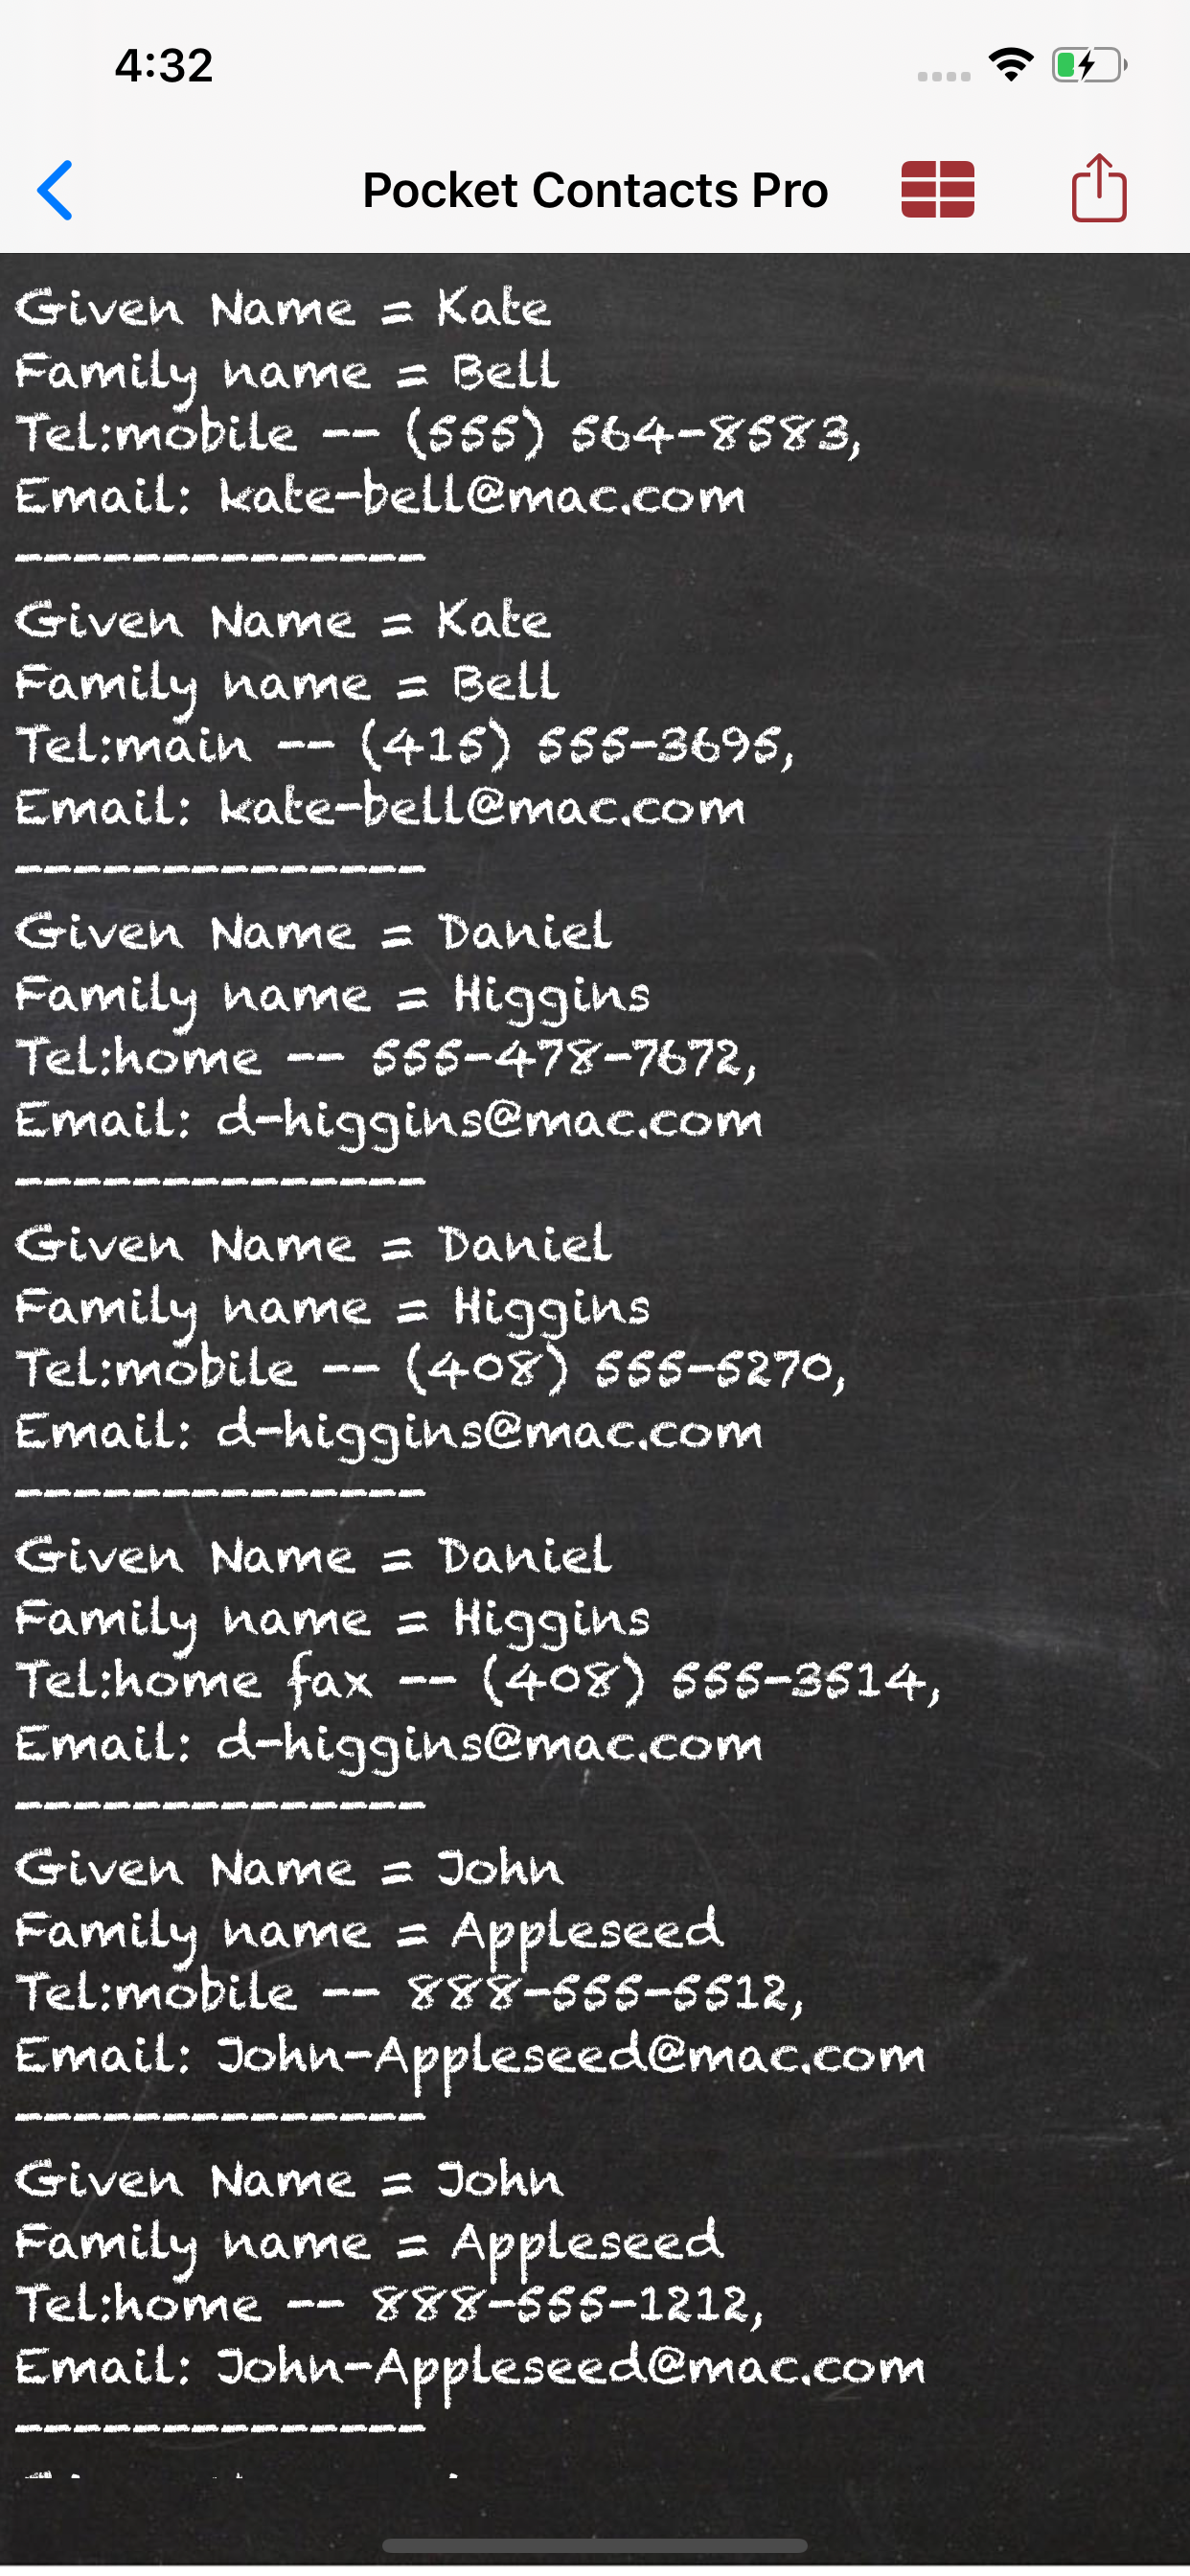 4:32
Pocket Contacts Pro
Given Name = Kate
Family name = Bell
Tel:mobile -- (555) 564-8583,
Email: kate-bell@mac.com
--------------
Given Name = Kate
Family name = Bell
Tel:main -- (415) 555-3695,
Email: kate-bell@mac.com
--------------
Given Name = Daniel
Family name = Higgins
Tel:home -- 555-478-7672,
Email: d-higgins@mac.com
--------------
Given Name = Daniel
Family name = Higgins
Tel:mobile -- (408) 555-5270,
Email: d-higgins@mac.com
--------------
Given Name = Daniel
Family name = Higgins
Tel:home fax -- (408) 555-3514,
Email: d-higgins@mac.com
--------------
Given Name = John
Family name = Appleseed
Tel:mobile -- 888-555-5512,
Email: John-Appleseed@mac.com
--------------
Given Name = John
Family name = Appleseed
Tel:home -- 888-555-1212,
Email: John-Appleseed@mac.com
--------------